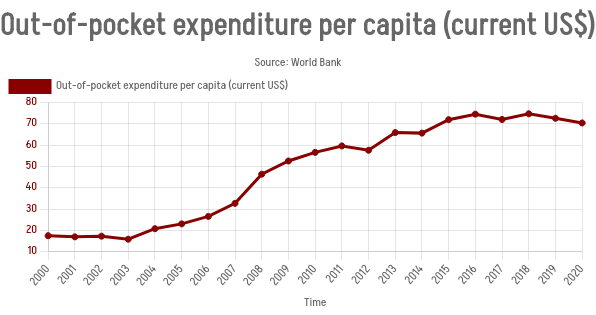 Out-of-pocket expenditure per capita (current US$)
Source: World Bank
Out-of-pocket expenditure per capita (current US$)
80
70
60
50
40
30
20
10
2000 2001 2002 2003 2004 2005 2006 2007 2008 2009 2010 2011 2012 2013 2014 2015 2016 2017 2018 2019 2020
Time